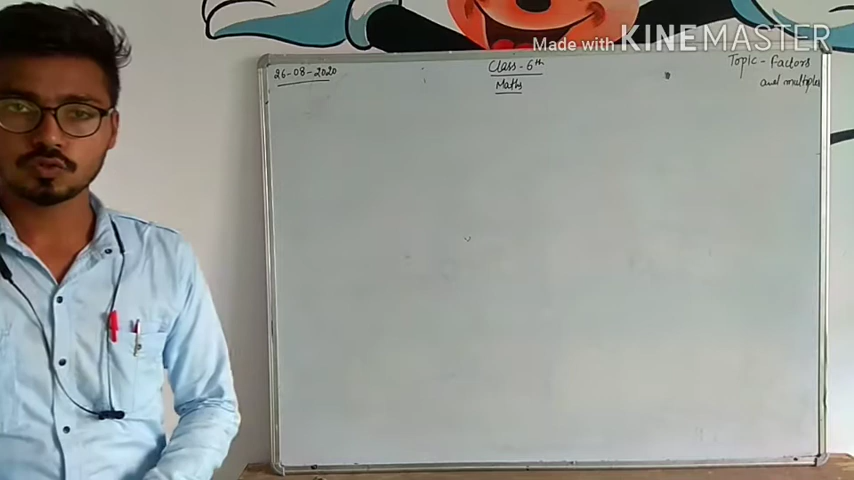 Made with KINEMASTER
26-08-2020
Class - 6th
Maths
Topic - Factors
and multiples